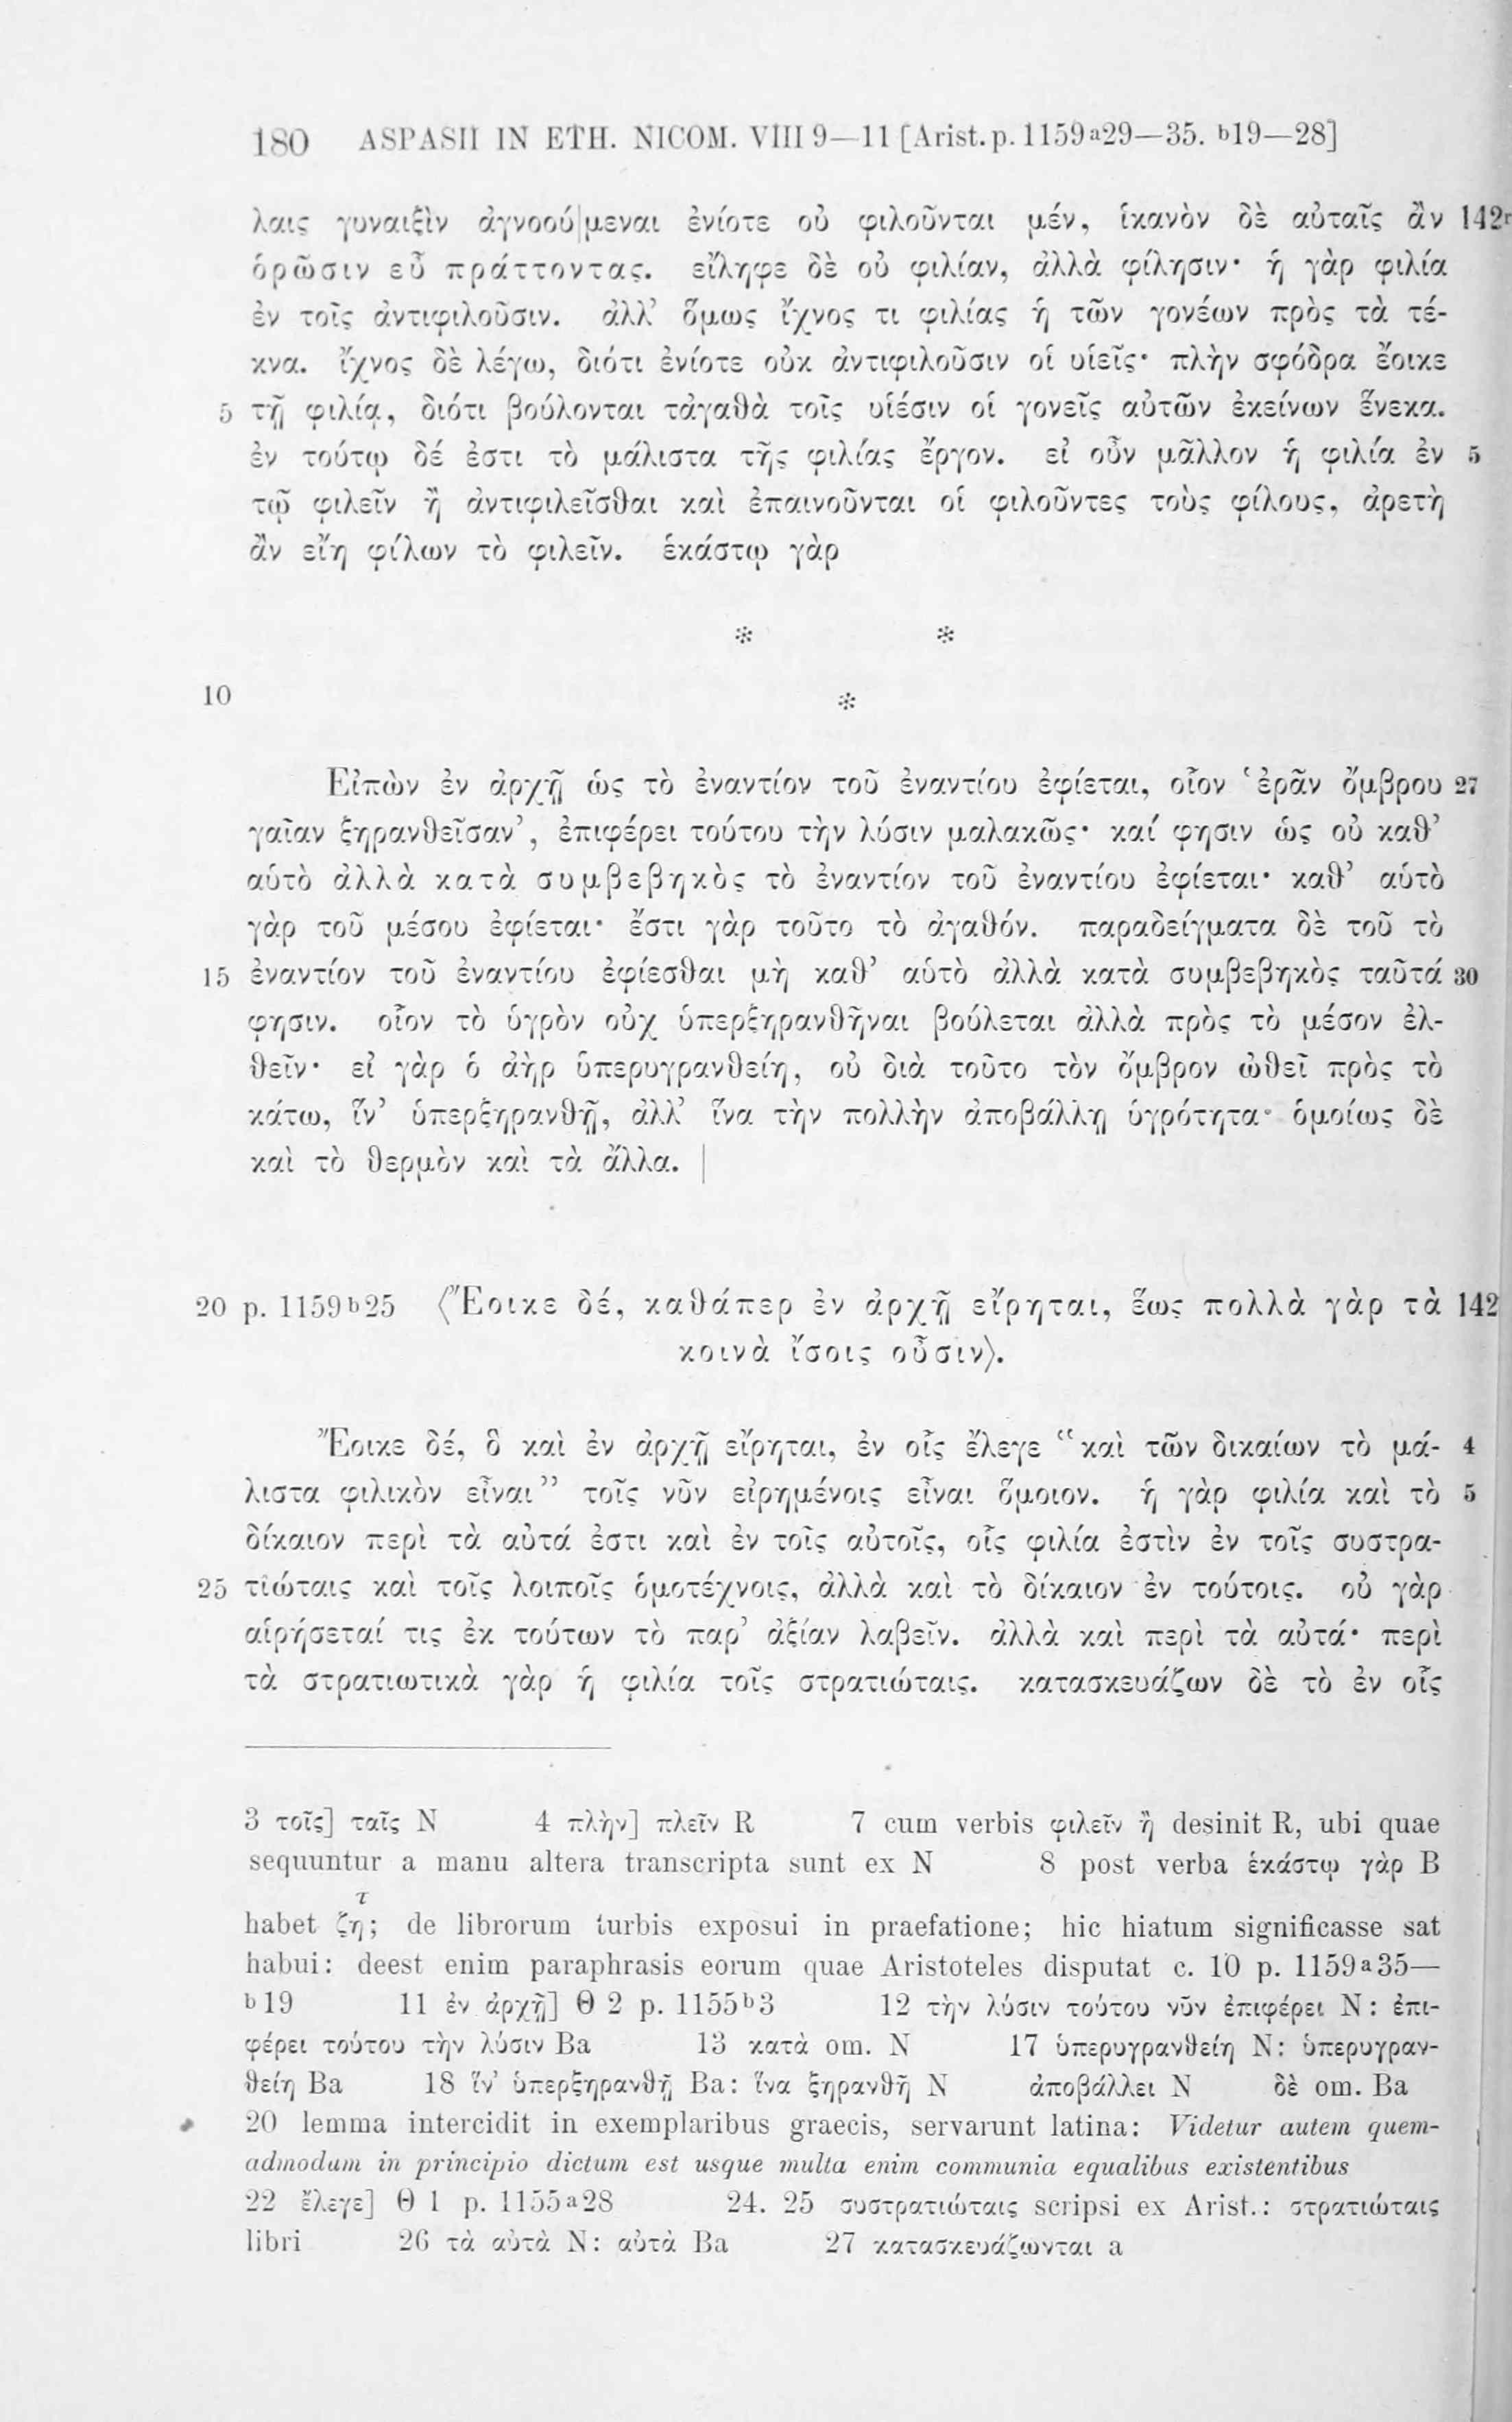 180 ASPASII IN ETH. NICOM. VIII 9—11 [Arist. p. 1159a29—35. b19—28]
λαις γυναιξὶν ἀγνοού|μεναι ἐνίοτε οὐ φιλοῦνται μέν, ἱκανὸν δὲ αὐταῖς ἂν 142r
ὁρῶσιν εὖ πράττοντας. εἴληφε δὲ οὐ φιλίαν, ἀλλὰ φίλησιν· ἡ γὰρ φιλία
ἐν τοῖς ἀντιφιλοῦσιν. ἀλλ’ ὅμως ἴχνος τι φιλίας ἡ τῶν γονέων πρὸς τὰ τέ-
κνα. ἴχνος δὲ λέγω, διότι ἐνίοτε οὐκ ἀντιφιλοῦσιν οἱ υἱεῖς· πλὴν σφόδρα ἔοικε
5 τῇ φιλίᾳ, διότι βούλονται τἀγαθὰ τοῖς υἱέσιν οἱ γονεῖς αὐτῶν ἐκείνων ἕνεκα.
ἐν τούτῳ δέ ἐστι τὸ μάλιστα τῆς φιλίας ἔργον. εἰ οὖν μᾶλλον ἡ φιλία ἐν 5
τῷ φιλεῖν ἢ ἀντιφιλεῖσθαι καὶ ἐπαινοῦνται οἱ φιλοῦντες τοὺς φίλους, ἀρετὴ
ἂν εἴη φίλων τὸ φιλεῖν. ἑκάστῳ γὰρ
* *
10 *
Εἰπὼν ἐν ἀρχῇ ὡς τὸ ἐναντίον τοῦ ἐναντίου ἐφίεται, οἷον ‘ἐρᾶν ὄμβρου 27
γαῖαν ξηρανθεῖσαν’, ἐπιφέρει τούτου τὴν λύσιν μαλακῶς· καί φησιν ὡς οὐ καθ’
αὑτὸ ἀλλὰ κατὰ συμβεβηκὸς τὸ ἐναντίον τοῦ ἐναντίου ἐφίεται· καθ’ αὑτὸ
γὰρ τοῦ μέσου ἐφίεται· ἔστι γὰρ τοῦτο τὸ ἀγαθόν. παραδείγματα δὲ τοῦ τὸ
15 ἐναντίον τοῦ ἐναντίου ἐφίεσθαι μὴ καθ’ αὑτὸ ἀλλὰ κατὰ συμβεβηκὸς ταῦτά 30
φησιν. οἷον τὸ ὑγρὸν οὐχ ὑπερξηρανθῆναι βούλεται ἀλλὰ πρὸς τὸ μέσον ἐλ-
θεῖν· εἰ γὰρ ὁ ἀὴρ ὑπερυγρανθείη, οὐ διὰ τοῦτο τὸν ὄμβρον ὠθεῖ πρὸς τὸ
κάτω, ἵν’ ὑπερξηρανθῇ, ἀλλ’ ἵνα τὴν πολλὴν ἀποβάλλῃ ὑγρότητα· ὁμοίως δὲ
καὶ τὸ θερμὸν καὶ τὰ ἄλλα. |
20 p. 1159b25 ⟨Ἔοικε δέ, καθάπερ ἐν ἀρχῇ εἴρηται, ἕως πολλὰ γὰρ τὰ 142
κοινὰ ἴσοις οὖσιν⟩.
Ἔοικε δέ, ὃ καὶ ἐν ἀρχῇ εἴρηται, ἐν οἷς ἔλεγε “καὶ τῶν δικαίων τὸ μά- 4
λιστα φιλικὸν εἶναι” τοῖς νῦν εἰρημένοις εἶναι ὅμοιον. ἡ γὰρ φιλία καὶ τὸ 5
δίκαιον περὶ τὰ αὐτά ἐστι καὶ ἐν τοῖς αὐτοῖς, οἷς φιλία ἐστὶν ἐν τοῖς συστρα-
25 τιώταις καὶ τοῖς λοιποῖς ὁμοτέχνοις, ἀλλὰ καὶ τὸ δίκαιον ἐν τούτοις. οὐ γὰρ
αἱρήσεταί τις ἐκ τούτων τὸ παρ’ ἀξίαν λαβεῖν. ἀλλὰ καὶ περὶ τὰ αὐτά· περὶ
τὰ στρατιωτικὰ γὰρ ἡ φιλία τοῖς στρατιώταις. κατασκευάζων δὲ τὸ ἐν οἷς
3 τοῖς] ταῖς N 4 πλὴν] πλεῖν R 7 cum verbis φιλεῖν ἢ desinit R, ubi quae
sequuntur a manu altera transcripta sunt ex N 8 post verba ἑκάστῳ γὰρ B
τ
habet ζη; de librorum turbis exposui in praefatione; hic hiatum significasse sat
habui: deest enim paraphrasis eorum quae Aristoteles disputat c. 10 p. 1159a35—
b19 11 ἐν ἀρχῇ] Θ 2 p. 1155b3 12 τὴν λύσιν τούτου νῦν ἐπιφέρει N: ἐπι-
φέρει τούτου τὴν λύσιν Ba 13 κατὰ om. N 17 ὑπερυγρανθείη N: ὑπερυγραν-
θείη Ba 18 ἵν’ ὑπερξηρανθῇ Ba: ἵνα ξηρανθῇ N ἀποβάλλει N δὲ om. Ba
20 lemma intercidit in exemplaribus graecis, servarunt latina: Videtur autem quem-
admodum in principio dictum est usque multa enim communia equalibus existentibus
22 ἔλεγε] Θ 1 p. 1155a28 24. 25 συστρατιώταις scripsi ex Arist.: στρατιώταις
libri 26 τὰ αὐτὰ N: αὐτὰ Ba 27 κατασκευάζωνται a